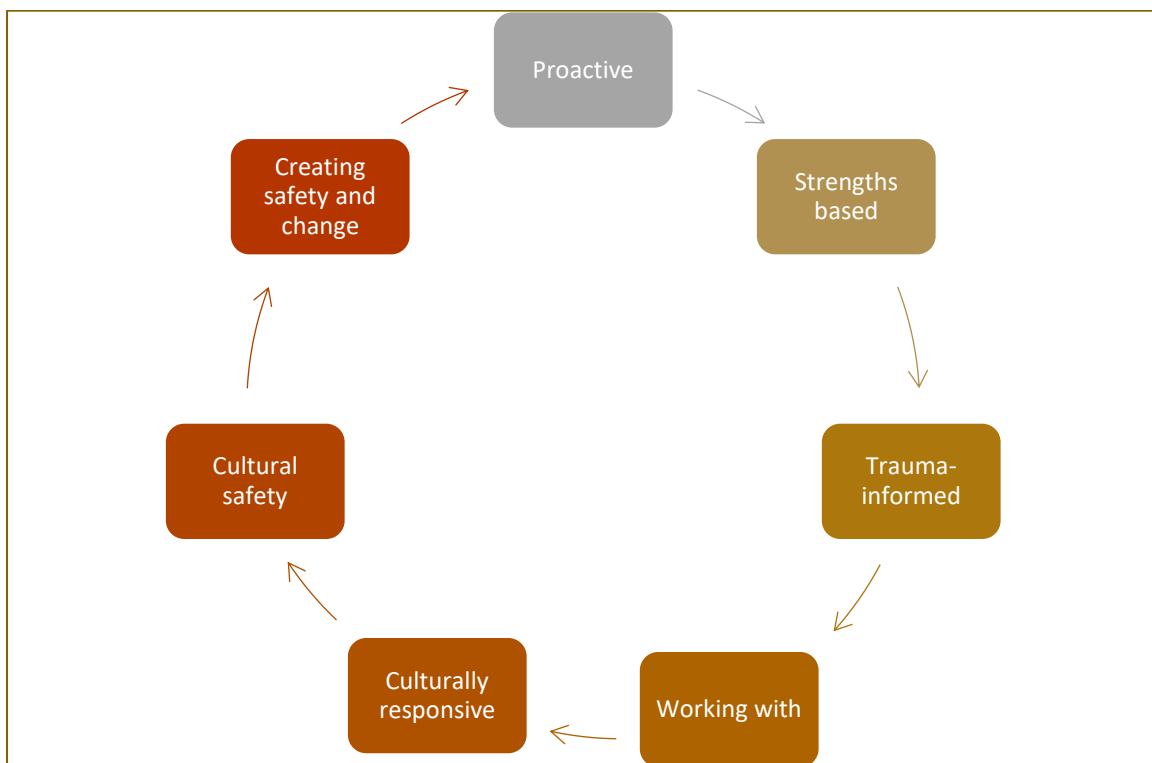 Proactive
Strengths
based
Trauma-
informed
Working with
Culturally
responsive
Cultural
safety
Creating
safety and
change